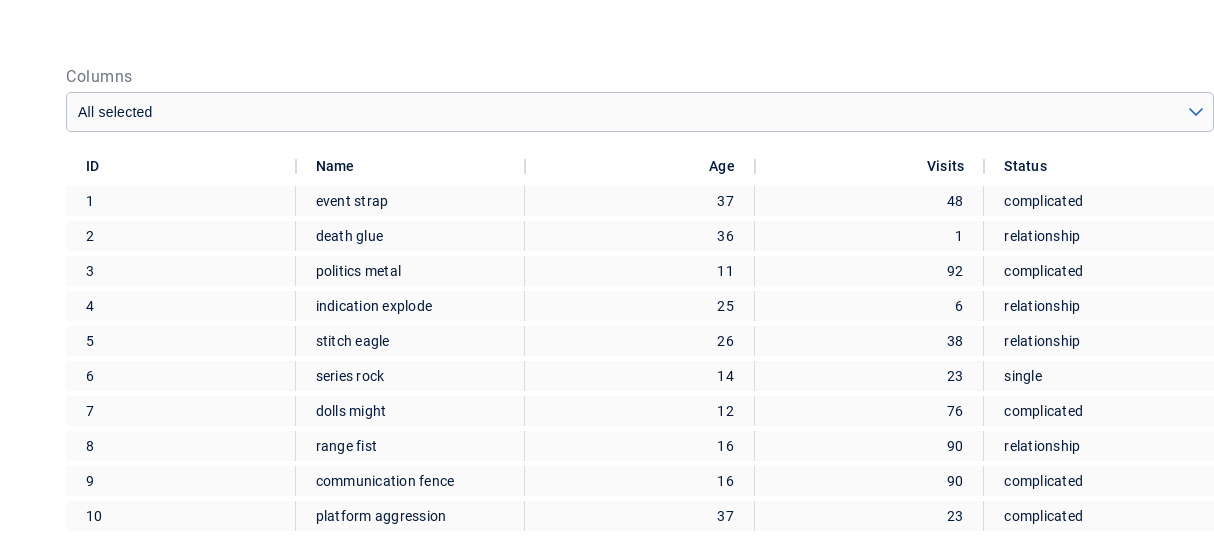 Columns
All selected
ID Name Age Visits Status
1 event strap 37 48 complicated
2 death glue 36 1 relationship
3 politics metal 11 92 complicated
4 indication explode 25 6 relationship
5 stitch eagle 26 38 relationship
6 series rock 14 23 single
7 dolls might 12 76 complicated
8 range fist 16 90 relationship
9 communication fence 16 90 complicated
10 platform aggression 37 23 complicated